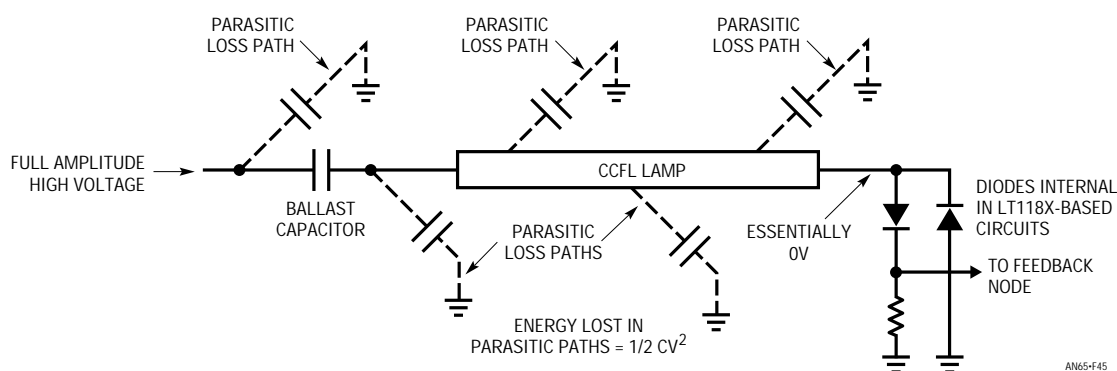 PARASITIC
LOSS PATH
PARASITIC
LOSS PATH
PARASITIC
LOSS PATH
FULL AMPLITUDE
HIGH VOLTAGE
BALLAST
CAPACITOR
CCFL LAMP
PARASITIC
LOSS PATHS
ESSENTIALLY
0V
DIODES INTERNAL
IN LT118X-BASED
CIRCUITS
TO FEEDBACK
NODE
ENERGY LOST IN
PARASITIC PATHS = 1/2 CV²
AN65•F45